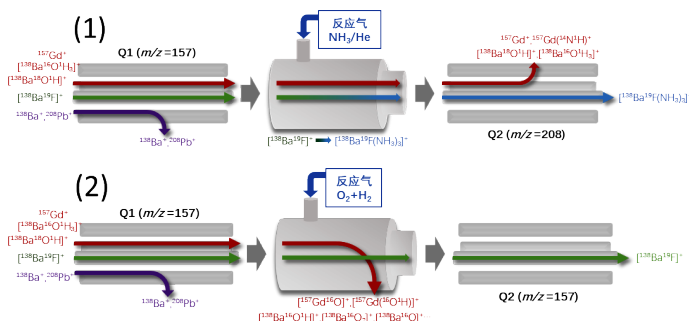 (1)
¹⁵⁷Gd⁺
[¹³⁸Ba¹⁶O¹H₃]⁺
[¹³⁸Ba¹⁸O¹H]⁺
[¹³⁸Ba¹⁹F]⁺
¹³⁸Ba⁺,²⁰⁸Pb⁺
Q1 (m/z=157)
¹³⁸Ba⁺,²⁰⁸Pb⁺
反应气
NH₃/He
[¹³⁸Ba¹⁹F]⁺ [¹³⁸Ba¹⁹F(NH₃)₃]⁺
¹⁵⁷Gd⁺,¹⁵⁷Gd(¹⁴N¹H)⁺
[¹³⁸Ba¹⁸O¹H]⁺,[¹³⁸Ba¹⁶O¹H₃]⁺
[¹³⁸Ba¹⁹F(NH₃)₃]⁺
Q2 (m/z=208)
(2)
¹⁵⁷Gd⁺
[¹³⁸Ba¹⁶O¹H₃]⁺
[¹³⁸Ba¹⁸O¹H]⁺
[¹³⁸Ba¹⁹F]⁺
¹³⁸Ba⁺,²⁰⁸Pb⁺
Q1 (m/z=157)
¹³⁸Ba⁺,²⁰⁸Pb⁺
反应气
O₂+H₂
[¹⁵⁷Gd¹⁶O]⁺,[¹⁵⁷Gd(¹⁶O¹H)]⁺
[¹³⁸Ba¹⁶O¹H]⁺,[¹³⁸Ba¹⁶O₂]⁺,[¹³⁸Ba¹⁶O]⁺...
[¹³⁸Ba¹⁹F]⁺
Q2 (m/z=157)